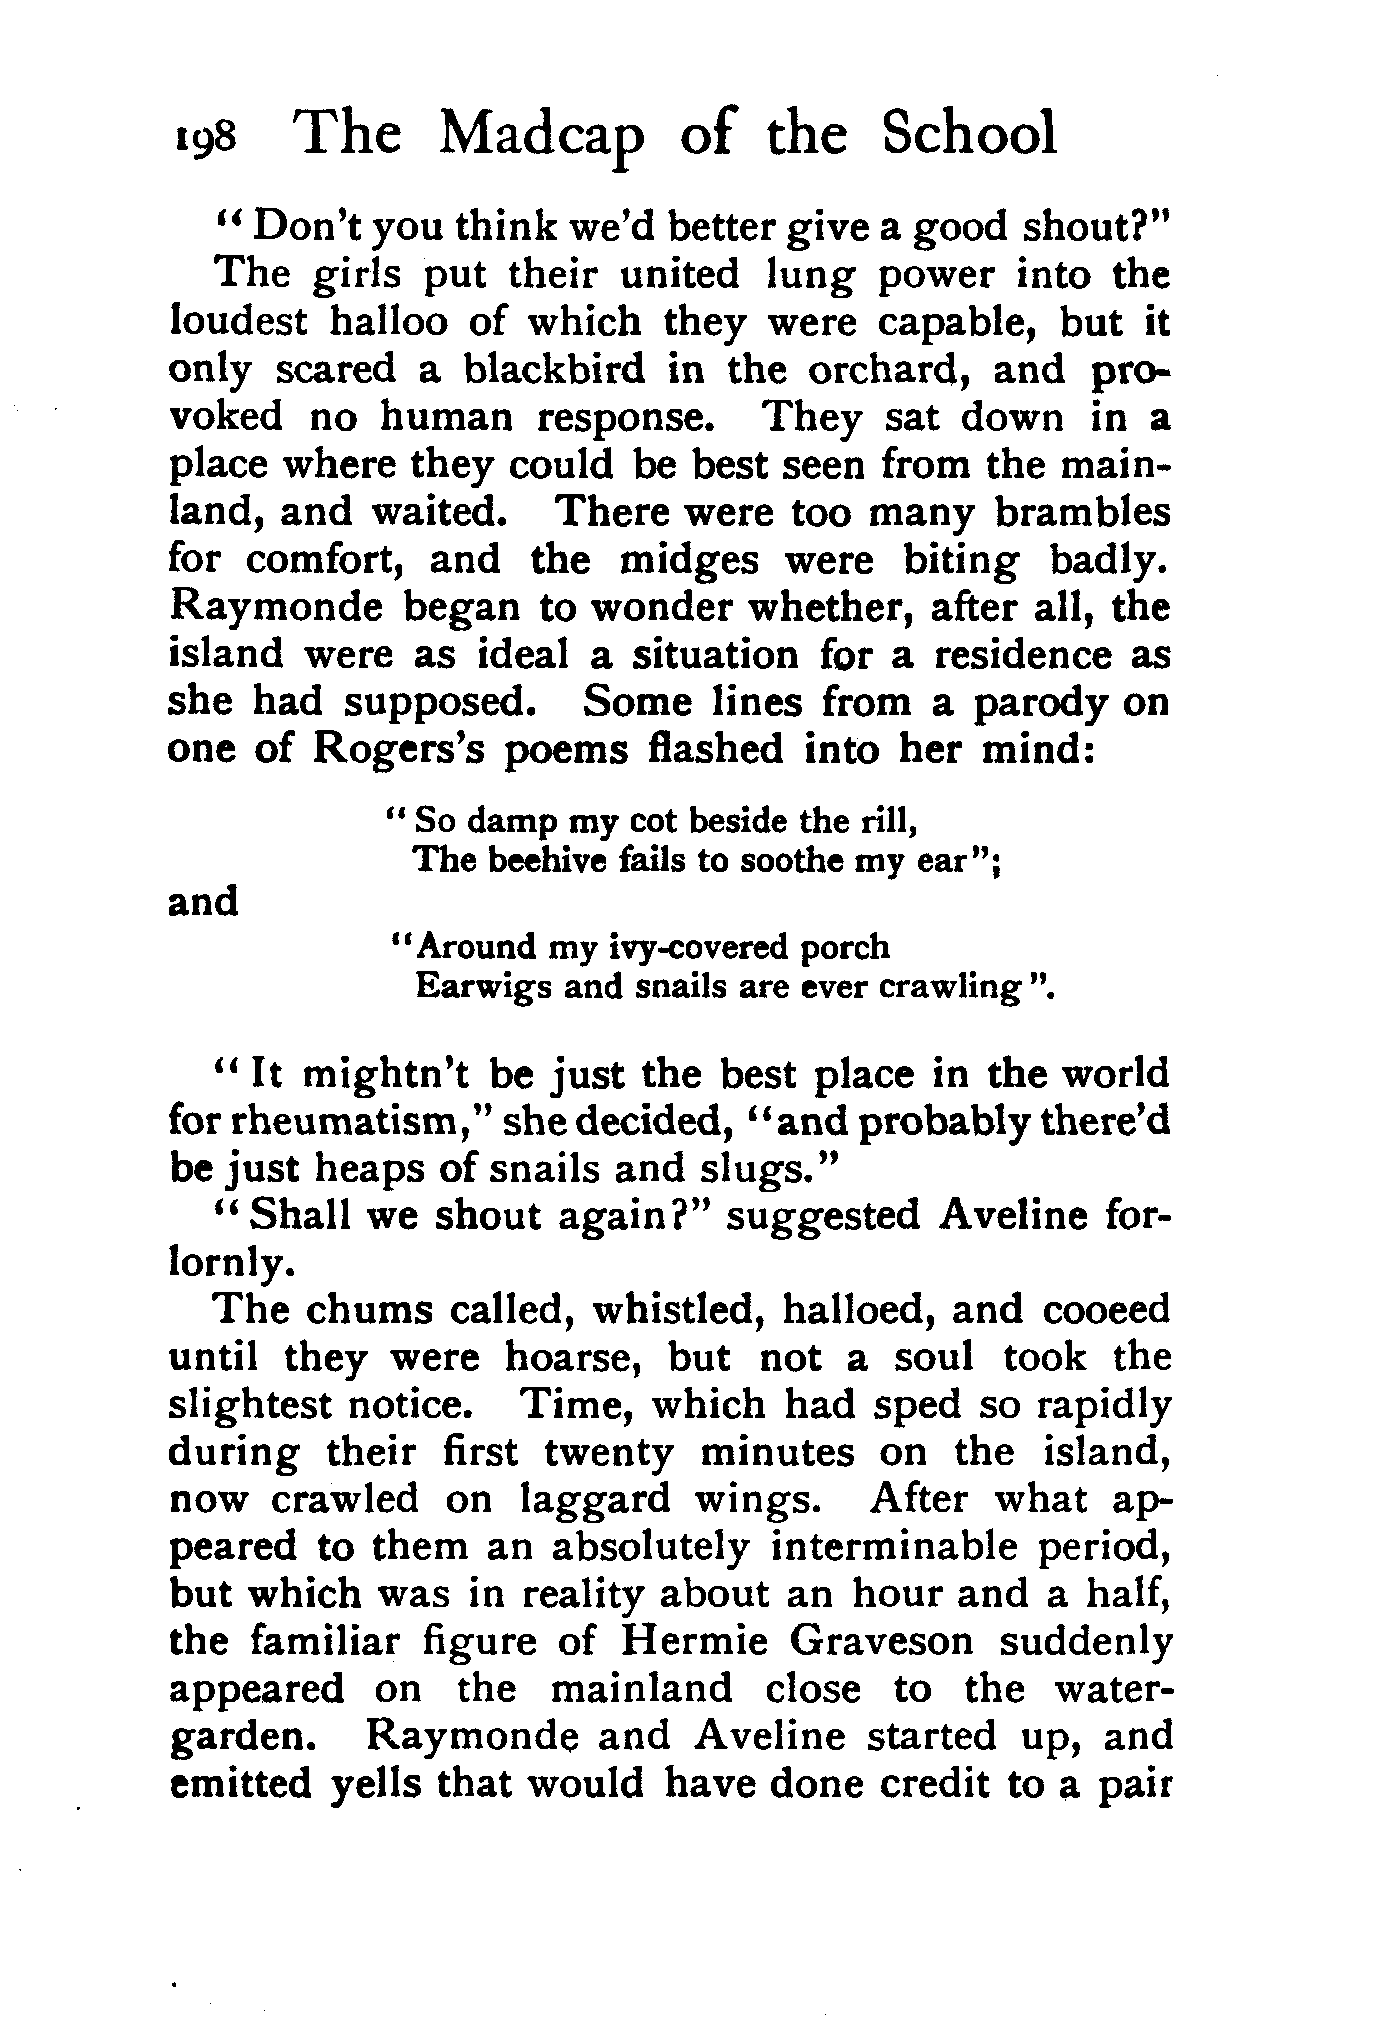 198 The Madcap of the School
"Don't you think we'd better give a good shout?"
The girls put their united lung power into the
loudest halloo of which they were capable, but it
only scared a blackbird in the orchard, and pro-
voked no human response. They sat down in a
place where they could be best seen from the main-
land, and waited. There were too many brambles
for comfort, and the midges were biting badly.
Raymonde began to wonder whether, after all, the
island were as ideal a situation for a residence as
she had supposed. Some lines from a parody on
one of Rogers's poems flashed into her mind:
"So damp my cot beside the rill,
The beehive fails to soothe my ear";
and
"Around my ivy-covered porch
Earwigs and snails are ever crawling".
"It mightn't be just the best place in the world
for rheumatism," she decided, "and probably there'd
be just heaps of snails and slugs."
"Shall we shout again?" suggested Aveline for-
lornly.
The chums called, whistled, halloed, and cooeed
until they were hoarse, but not a soul took the
slightest notice. Time, which had sped so rapidly
during their first twenty minutes on the island,
now crawled on laggard wings. After what ap-
peared to them an absolutely interminable period,
but which was in reality about an hour and a half,
the familiar figure of Hermie Graveson suddenly
appeared on the mainland close to the water-
garden. Raymonde and Aveline started up, and
emitted yells that would have done credit to a pair